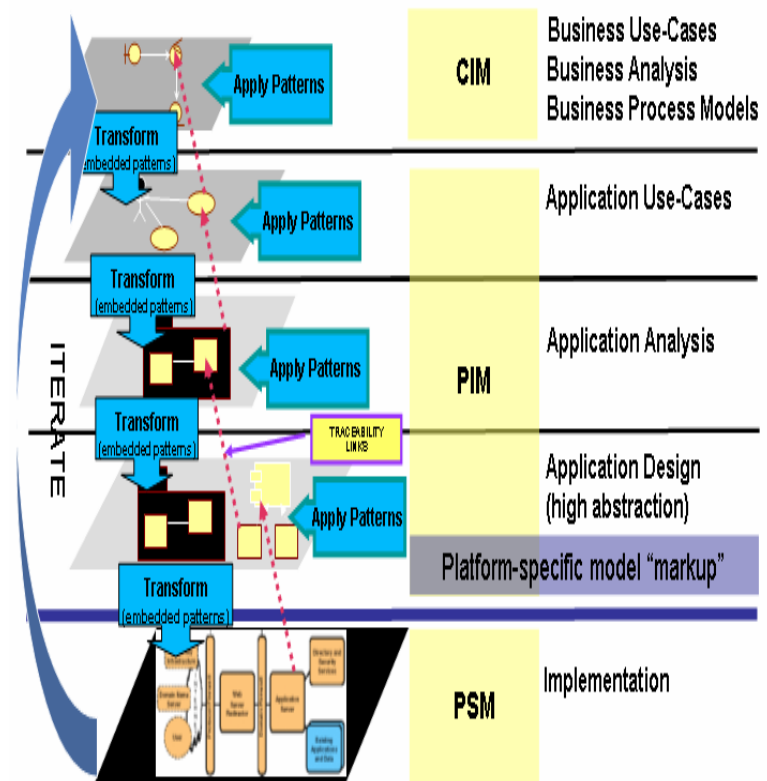 Business Use-Cases
Business Analysis
Business Process Models
CIM
Apply Patterns
Transform
(embedded patterns)
Application Use-Cases
Apply Patterns
Transform
(embedded patterns)
ITERATE
PIM
Application Analysis
Apply Patterns
Transform
(embedded patterns)
TRACEABILITY
LINKS
Application Design
(high abstraction)
Apply Patterns
Platform-specific model “markup”
Transform
(embedded patterns)
PSM
Implementation
Directory and
Security
Services
Domain Name
Server
Web
Server
Redirector
Application
Server
User
Existing
Applications
and Data